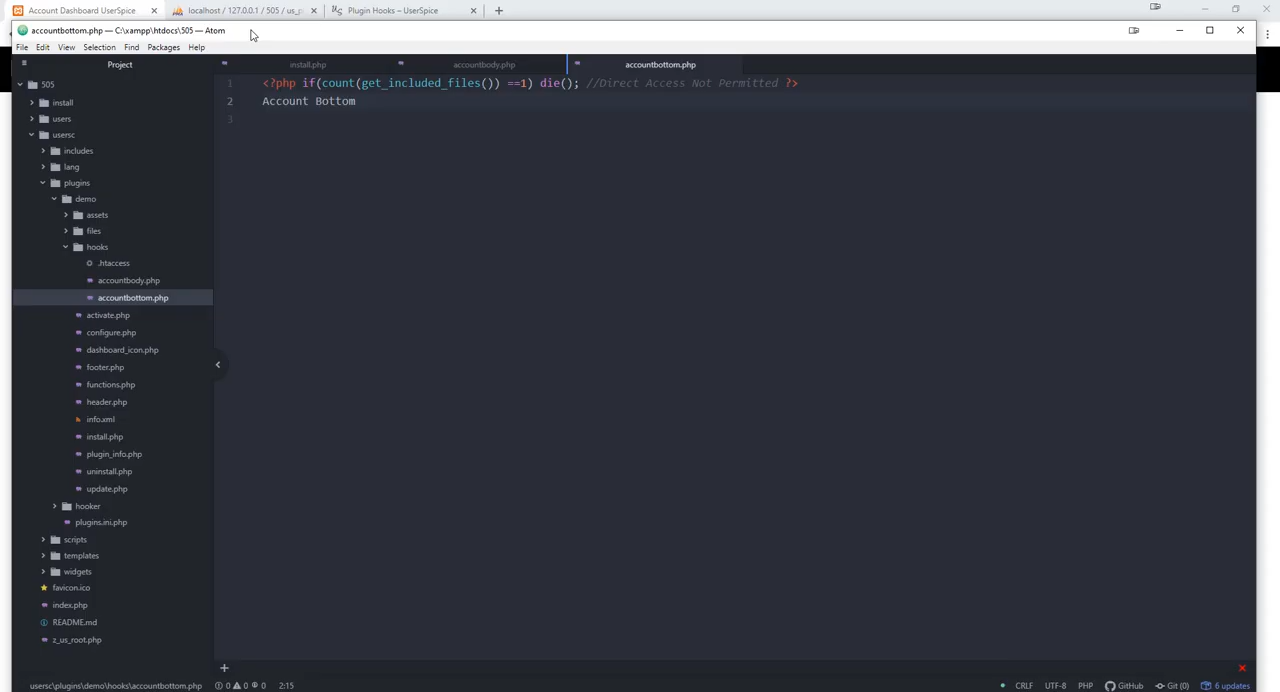 Account Dashboard UserSpice
localhost / 127.0.0.1 / 505 / us_p
Plugin Hooks – UserSpice
accountbottom.php — C:\xampp\htdocs\505 — Atom
File Edit View Selection Find Packages Help
Project
install.php
accountbody.php
accountbottom.php
505
install
users
usersc
includes
lang
plugins
demo
assets
files
hooks
.htaccess
accountbody.php
accountbottom.php
activate.php
configure.php
dashboard_icon.php
footer.php
functions.php
header.php
info.xml
install.php
plugin_info.php
uninstall.php
update.php
hooker
plugins.ini.php
scripts
templates
widgets
favicon.ico
index.php
README.md
z_us_root.php
1 <?php if(count(get_included_files()) ==1) die(); //Direct Access Not Permitted ?>
2 Account Bottom
3
usersc\plugins\demo\hooks\accountbottom.php 0 0 0 2:15
CRLF UTF-8 PHP GitHub Git (0) 6 updates